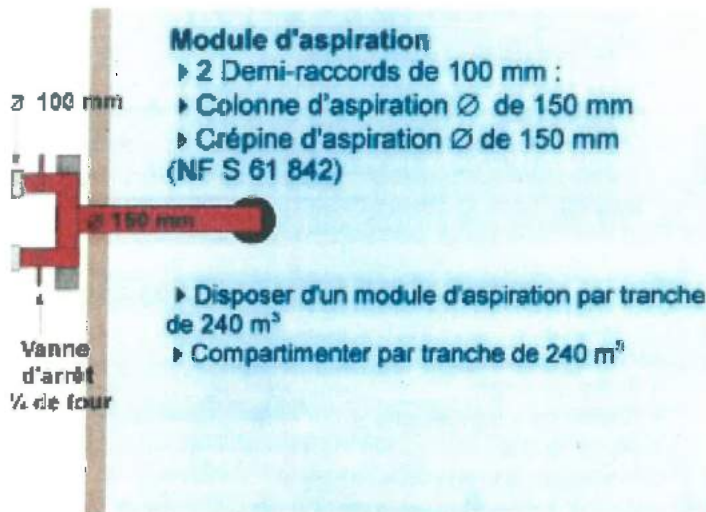 Module d'aspiration
▶ 2 Demi-raccords de 100 mm :
▶ Colonne d'aspiration Ø de 150 mm
▶ Crépine d'aspiration Ø de 150 mm
(NF S 61 842)
Ø 100 mm
Ø 150 mm
▶ Disposer d'un module d'aspiration par tranche
de 240 m³
▶ Compartimenter par tranche de 240 m³
Vanne
d'arrêt
¼ de tour